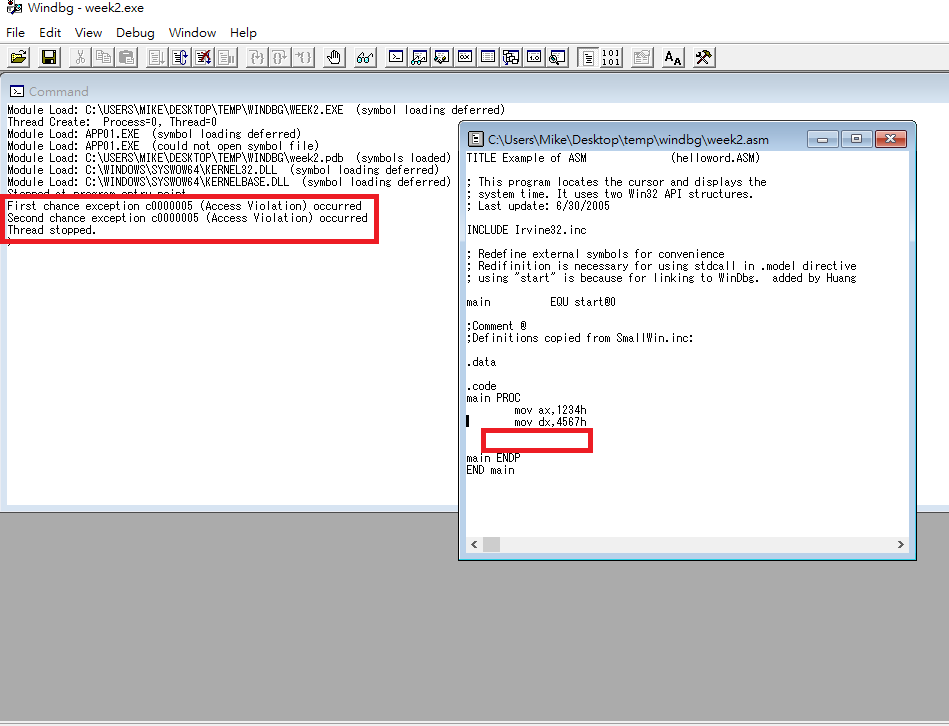 Windbg - week2.exe
File Edit View Debug Window Help
Command
Module Load: C:\USERS\MIKE\DESKTOP\TEMP\WINDBG\WEEK2.EXE (symbol loading deferred)
Thread Create: Process=0, Thread=0
Module Load: APP01.EXE (symbol loading deferred)
Module Load: APP01.EXE (could not open symbol file)
Module Load: C:\USERS\MIKE\DESKTOP\TEMP\WINDBG\week2.pdb (symbols loaded)
Module Load: C:\WINDOWS\SYSWOW64\KERNEL32.DLL (symbol loading deferred)
Module Load: C:\WINDOWS\SYSWOW64\KERNELBASE.DLL (symbol loading deferred)
Stopped at program entry point
First chance exception c0000005 (Access Violation) occurred
Second chance exception c0000005 (Access Violation) occurred
Thread stopped.
C:\Users\Mike\Desktop\temp\windbg\week2.asm
TITLE Example of ASM (helloword.ASM)
; This program locates the cursor and displays the
; system time. It uses two Win32 API structures.
; Last update: 6/30/2005
INCLUDE Irvine32.inc
; Redefine external symbols for convenience
; Redifinition is necessary for using stdcall in .model directive
; using "start" is because for linking to WinDbg. added by Huang
main EQU start@0
;Comment @
;Definitions copied from SmallWin.inc:
.data
.code
main PROC
mov ax,1234h
mov dx,4567h
main ENDP
END main